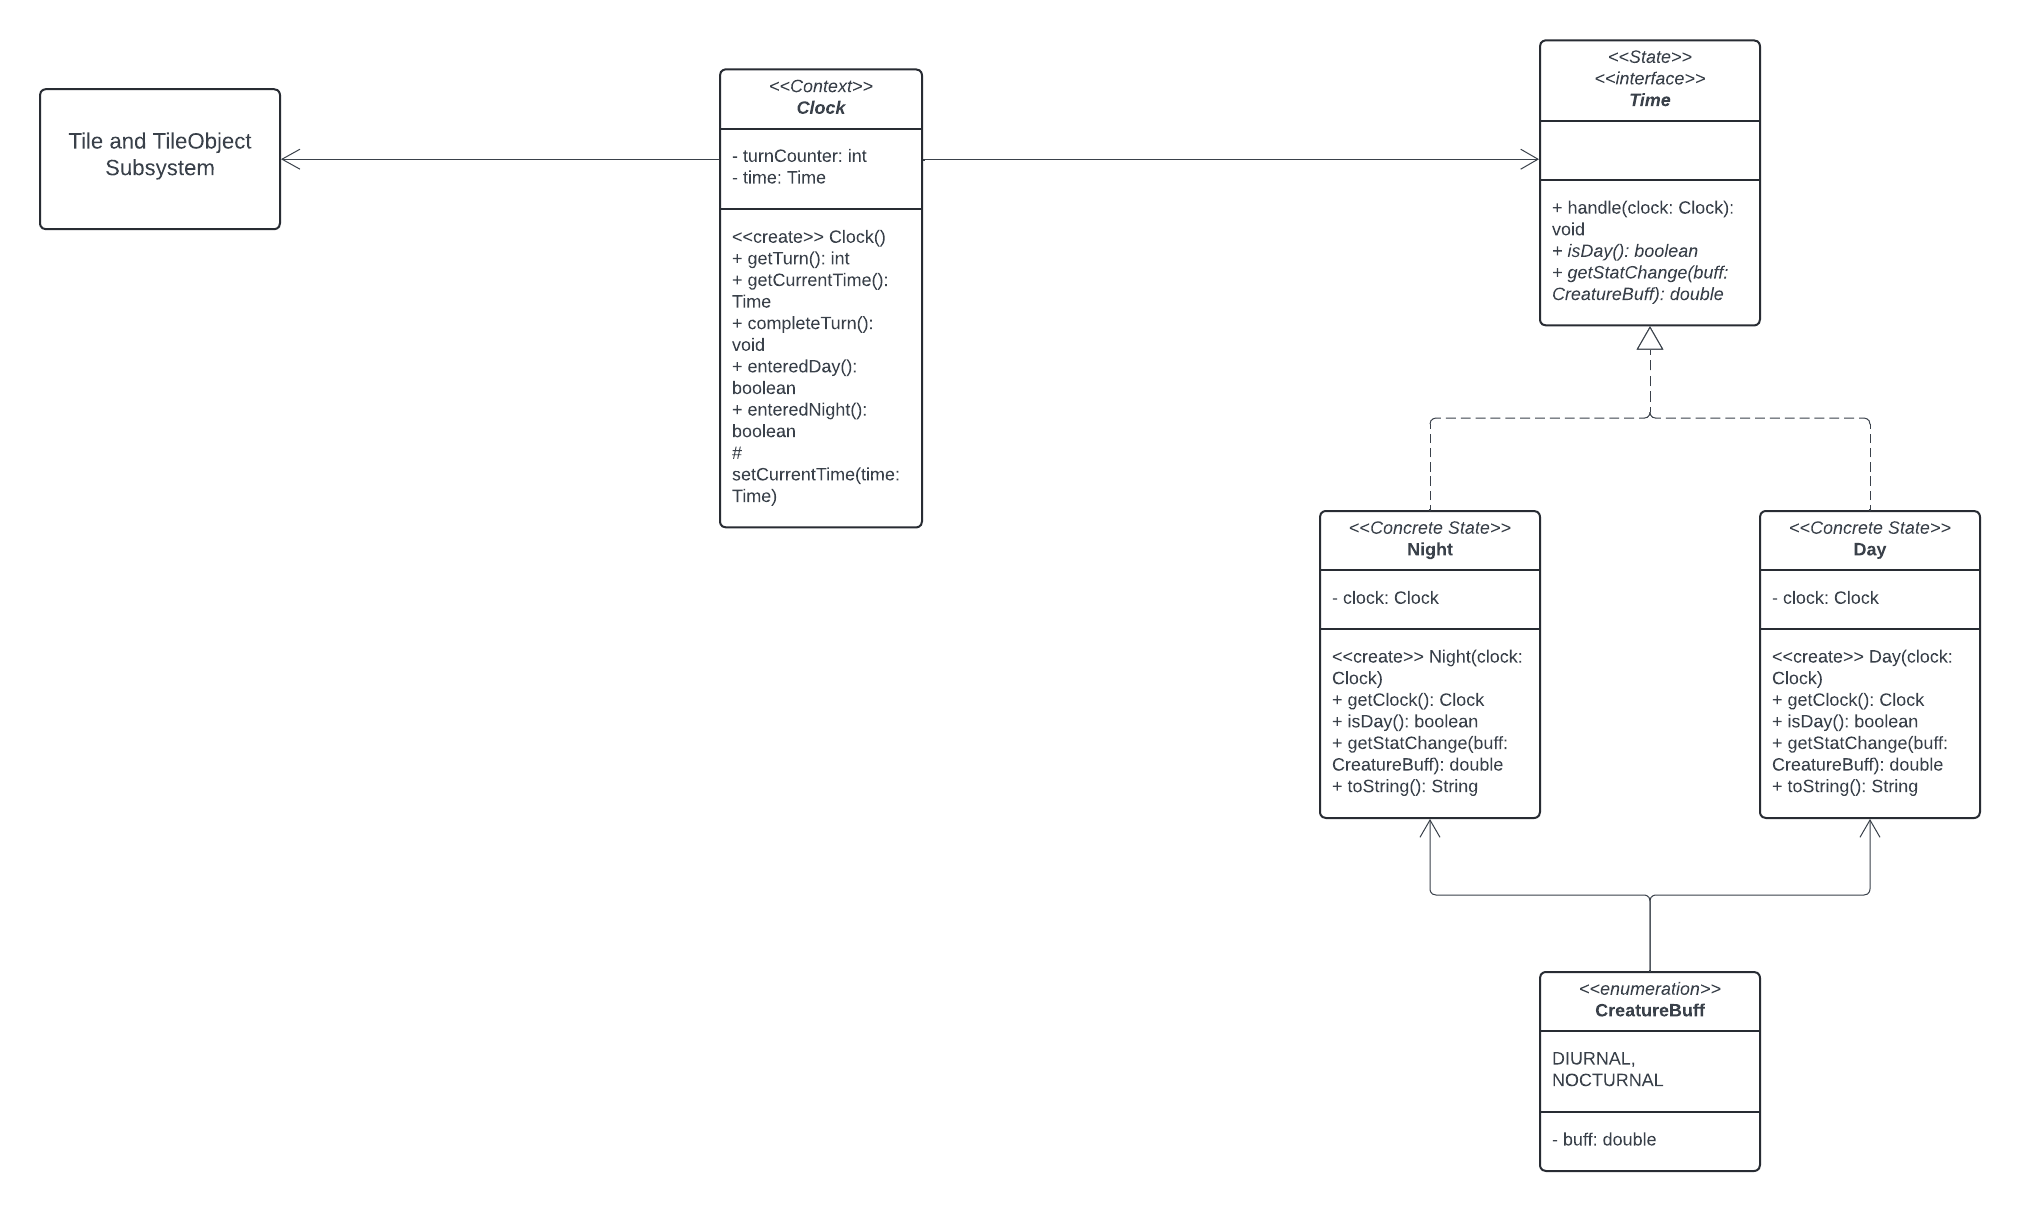 Tile and TileObject
Subsystem
<<Context>>
Clock
- turnCounter: int
- time: Time
<<create>> Clock()
+ getTurn(): int
+ getCurrentTime():
Time
+ completeTurn():
void
+ enteredDay():
boolean
+ enteredNight():
boolean
#
setCurrentTime(time:
Time)
<<State>>
<<interface>>
Time
+ handle(clock: Clock):
void
+ isDay(): boolean
+ getStatChange(buff:
CreatureBuff): double
<<Concrete State>>
Night
- clock: Clock
<<create>> Night(clock:
Clock)
+ getClock(): Clock
+ isDay(): boolean
+ getStatChange(buff:
CreatureBuff): double
+ toString(): String
<<Concrete State>>
Day
- clock: Clock
<<create>> Day(clock:
Clock)
+ getClock(): Clock
+ isDay(): boolean
+ getStatChange(buff:
CreatureBuff): double
+ toString(): String
<<enumeration>>
CreatureBuff
DIURNAL,
NOCTURNAL
- buff: double